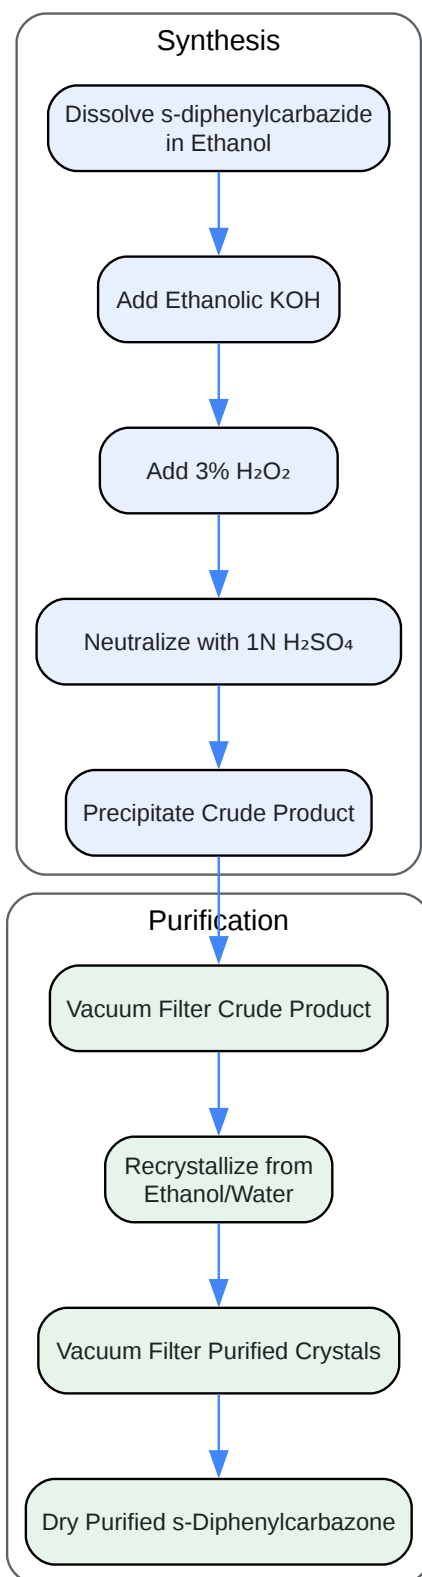 Synthesis
Dissolve s-diphenylcarbazide
in Ethanol
Add Ethanolic KOH
Add 3% H₂O₂
Neutralize with 1N H₂SO₄
Precipitate Crude Product
Purification
Vacuum Filter Crude Product
Recrystallize from
Ethanol/Water
Vacuum Filter Purified Crystals
Dry Purified s-Diphenylcarbazone